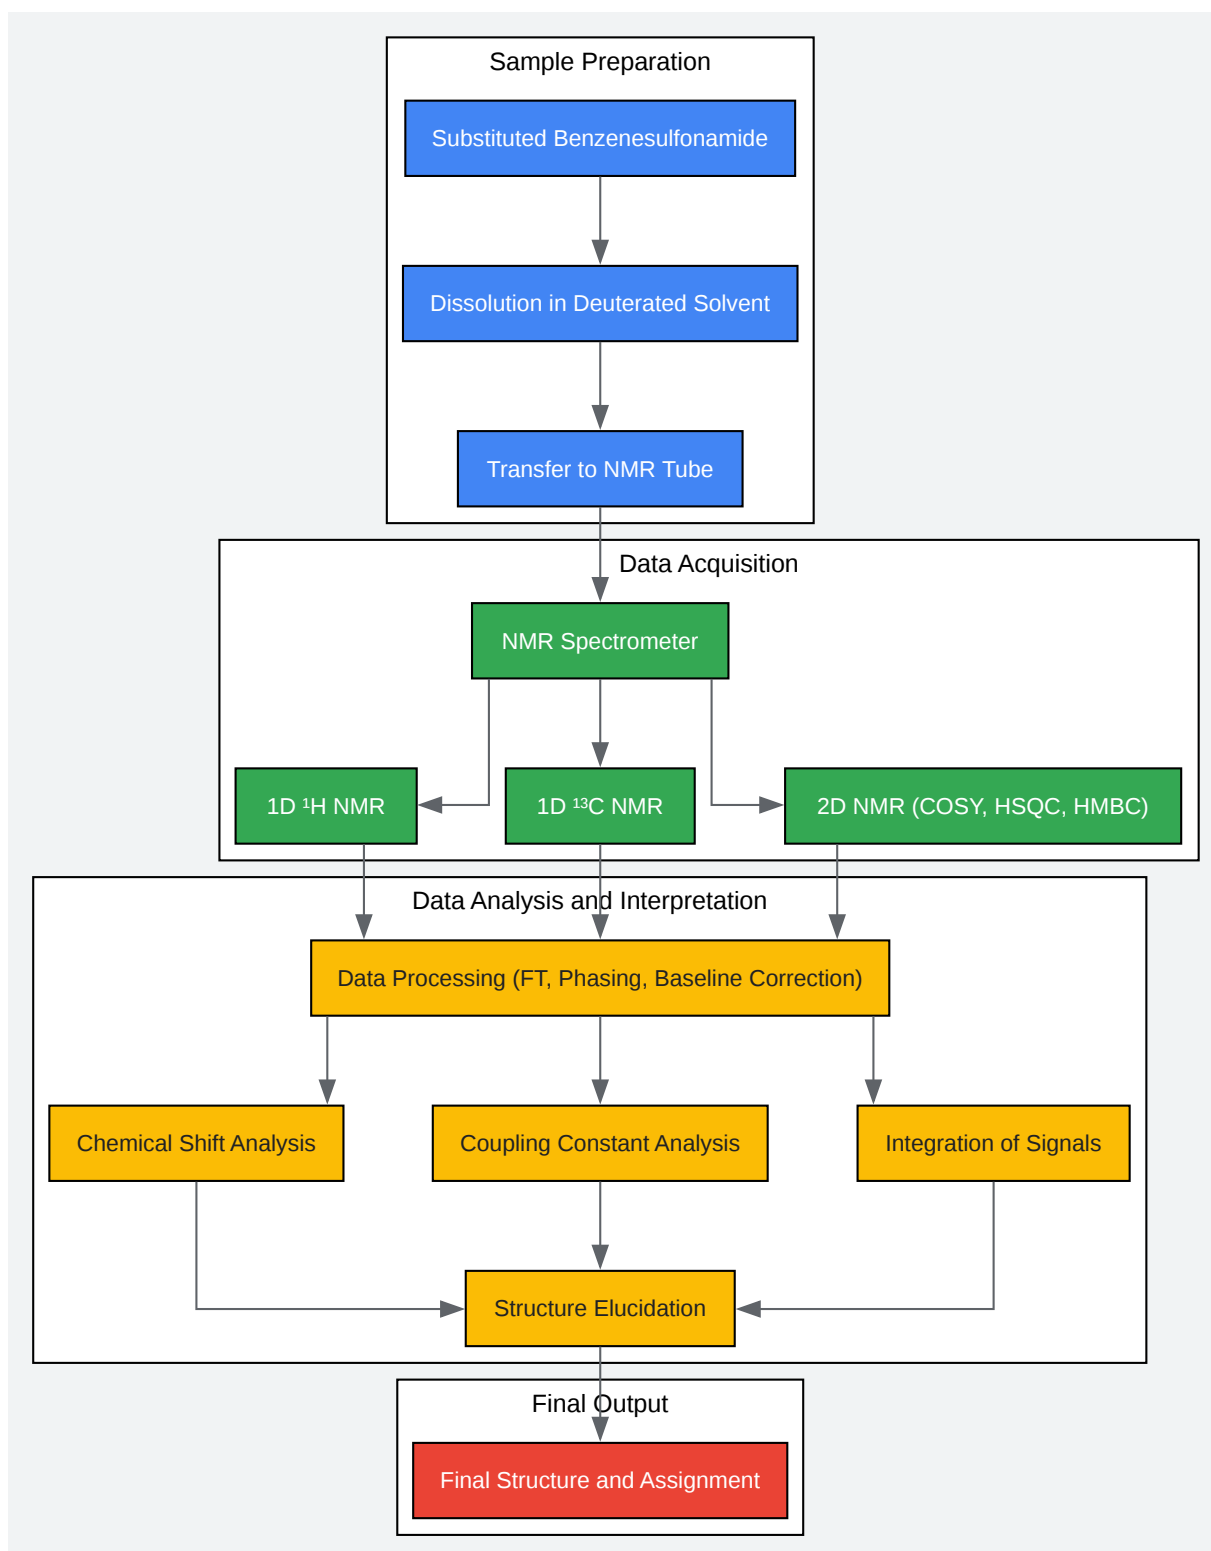 Sample Preparation
Substituted Benzenesulfonamide
Dissolution in Deuterated Solvent
Transfer to NMR Tube
Data Acquisition
NMR Spectrometer
1D ¹H NMR
1D ¹³C NMR
2D NMR (COSY, HSQC, HMBC)
Data Analysis and Interpretation
Data Processing (FT, Phasing, Baseline Correction)
Chemical Shift Analysis
Coupling Constant Analysis
Integration of Signals
Structure Elucidation
Final Output
Final Structure and Assignment